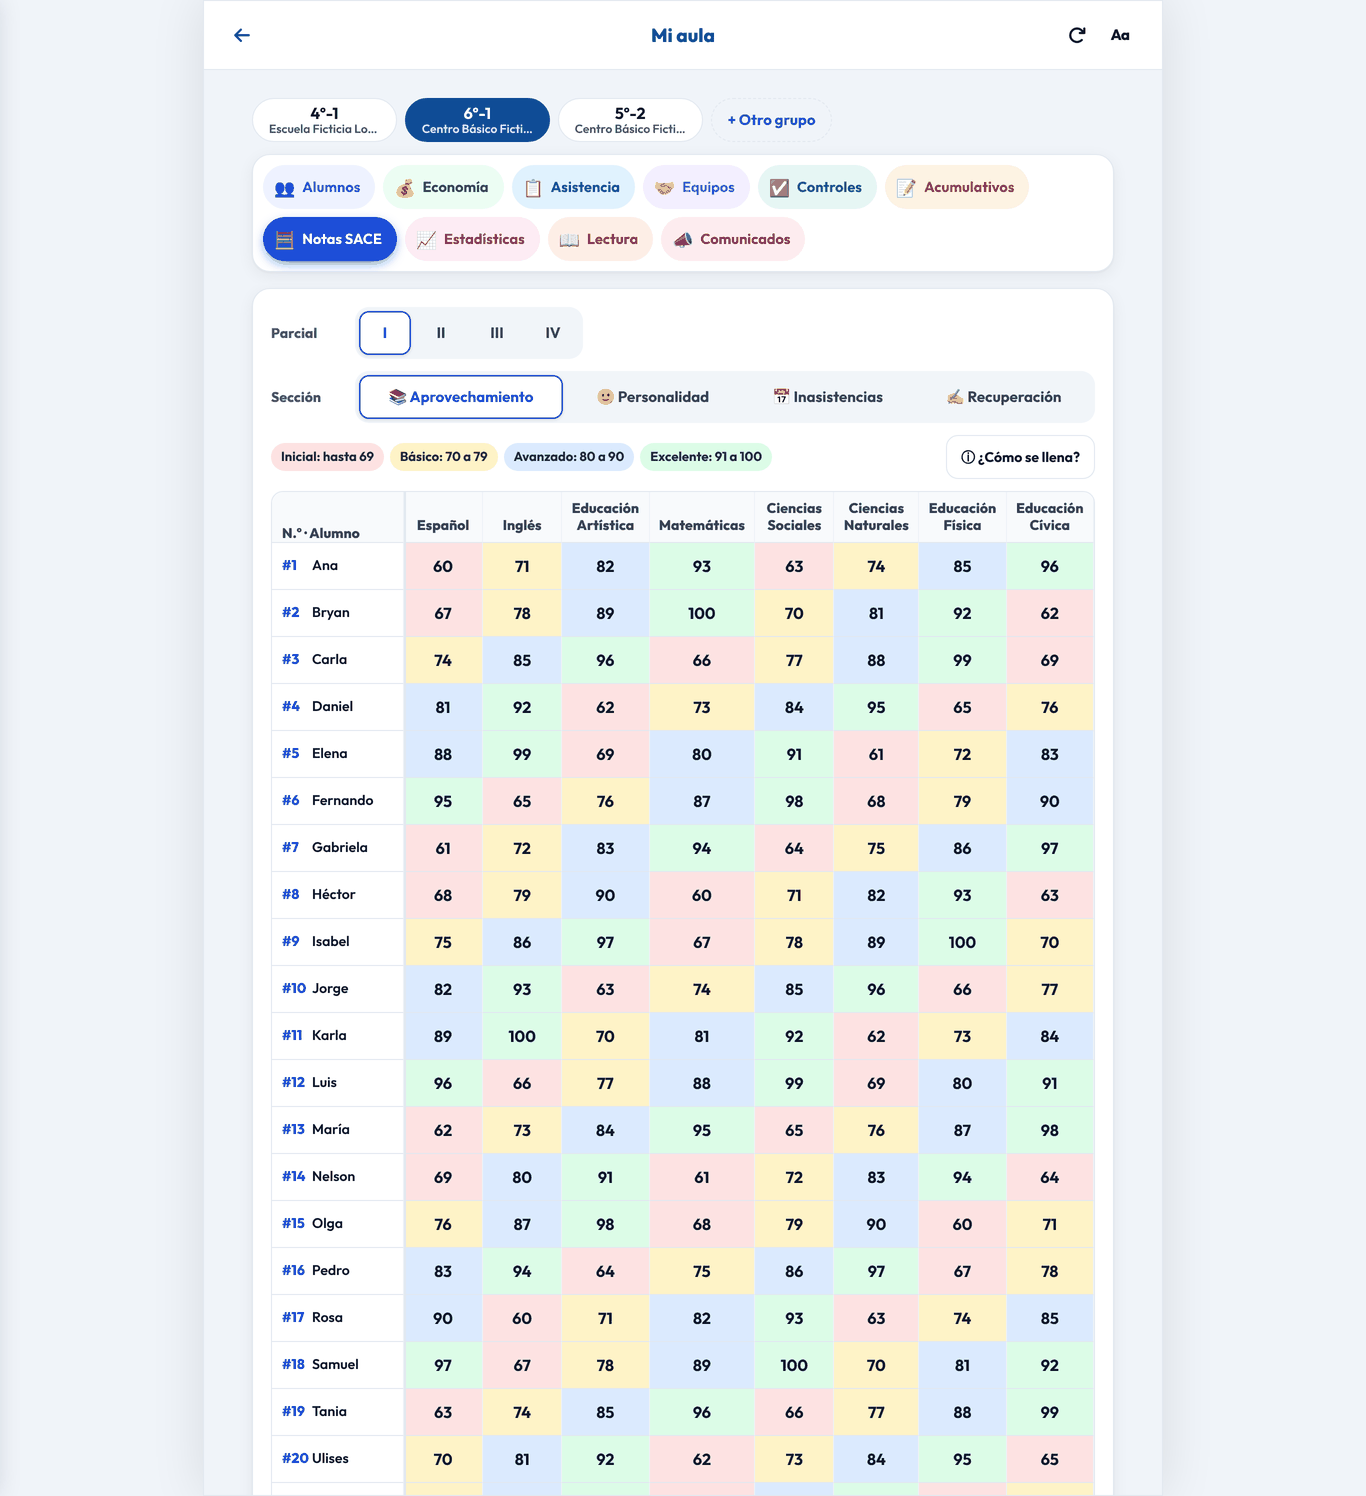 Mi aula
Aa
4°-1
Escuela Ficticia Lo...
6°-1
Centro Básico Ficti...
5°-2
Centro Básico Ficti...
+ Otro grupo
Alumnos
Economía
Asistencia
Equipos
Controles
Acumulativos
Notas SACE
Estadísticas
Lectura
Comunicados
Parcial I II III IV
Sección Aprovechamiento Personalidad Inasistencias Recuperación
Inicial: hasta 69 Básico: 70 a 79 Avanzado: 80 a 90 Excelente: 91 a 100 ¿Cómo se llena?
N.º · Alumno Español Inglés Educación Artística Matemáticas Ciencias Sociales Ciencias Naturales Educación Física Educación Cívica
#1 Ana 60 71 82 93 63 74 85 96
#2 Bryan 67 78 89 100 70 81 92 62
#3 Carla 74 85 96 66 77 88 99 69
#4 Daniel 81 92 62 73 84 95 65 76
#5 Elena 88 99 69 80 91 61 72 83
#6 Fernando 95 65 76 87 98 68 79 90
#7 Gabriela 61 72 83 94 64 75 86 97
#8 Héctor 68 79 90 60 71 82 93 63
#9 Isabel 75 86 97 67 78 89 100 70
#10 Jorge 82 93 63 74 85 96 66 77
#11 Karla 89 100 70 81 92 62 73 84
#12 Luis 96 66 77 88 99 69 80 91
#13 María 62 73 84 95 65 76 87 98
#14 Nelson 69 80 91 61 72 83 94 64
#15 Olga 76 87 98 68 79 90 60 71
#16 Pedro 83 94 64 75 86 97 67 78
#17 Rosa 90 60 71 82 93 63 74 85
#18 Samuel 97 67 78 89 100 70 81 92
#19 Tania 63 74 85 96 66 77 88 99
#20 Ulises 70 81 92 62 73 84 95 65